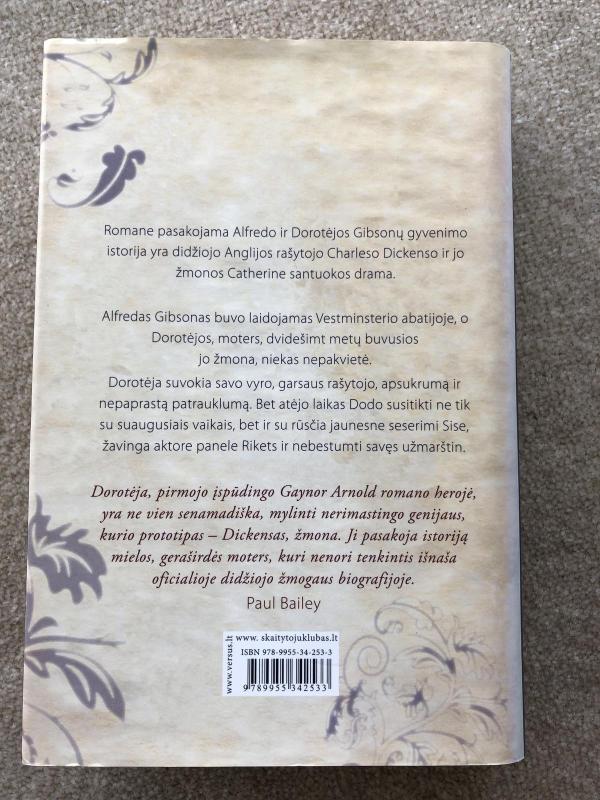 Romane pasakojama Alfredo ir Dorotėjos Gibsonų gyvenimo
istorija yra didžiojo Anglijos rašytojo Charleso Dickenso ir jo
žmonos Catherine santuokos drama.
Alfredas Gibsonas buvo laidojamas Vestminsterio abatijoje, o
Dorotėjos, moters, dvidešimt metų buvusios
jo žmona, niekas nepakvietė.
Dorotėja suvokia savo vyro, garsaus rašytojo, apsukrumą ir
nepaprastą patrauklumą. Bet atėjo laikas Dodo susitikti ne tik
su suaugusiais vaikais, bet ir su rūsčia jaunesne seserimi Sise,
žavinga aktore panele Rikets ir nebestumti savęs užmarštin.
Dorotėja, pirmojo įspūdingo Gaynor Arnold romano herojė,
yra ne vien senamadiška, mylinti nerimastingo genijaus,
kurio prototipas – Dickensas, žmona. Ji pasakoja istoriją
mielos, geraširdės moters, kuri nenori tenkintis išnaša
oficialioje didžiojo žmogaus biografijoje.
Paul Bailey
www.versus.lt
www. skaitytojuklubas.lt
ISBN 978-9955-34-253-3
9789955342533